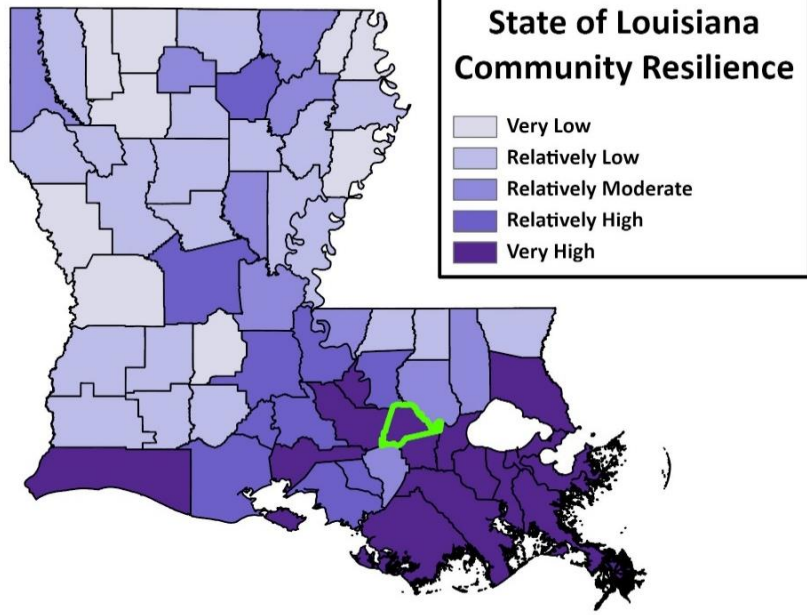 State of Louisiana
Community Resilience
Very Low
Relatively Low
Relatively Moderate
Relatively High
Very High